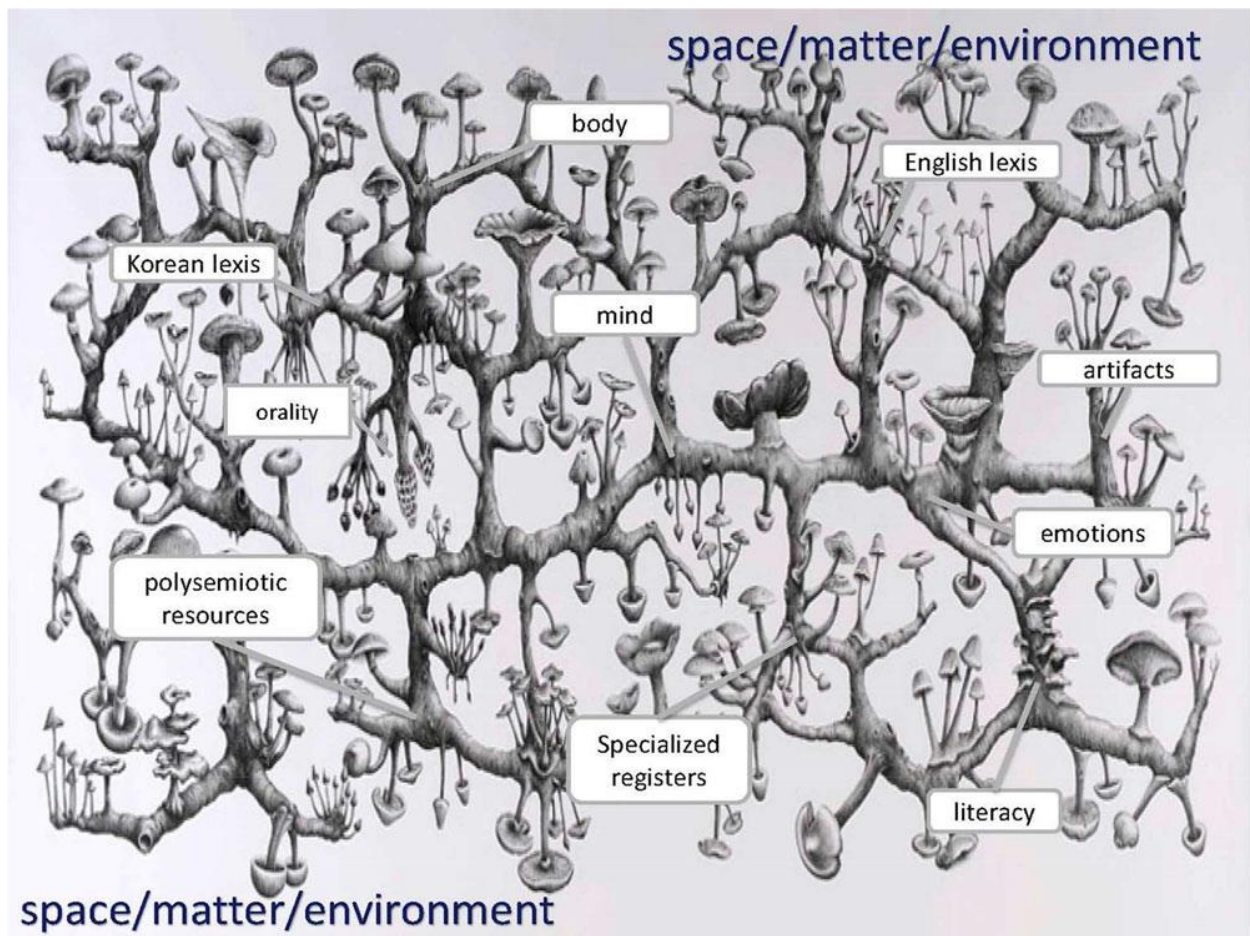 space/matter/environment
body
English lexis
Korean lexis
mind
artifacts
orality
emotions
polysemiotic
resources
Specialized
registers
literacy
space/matter/environment